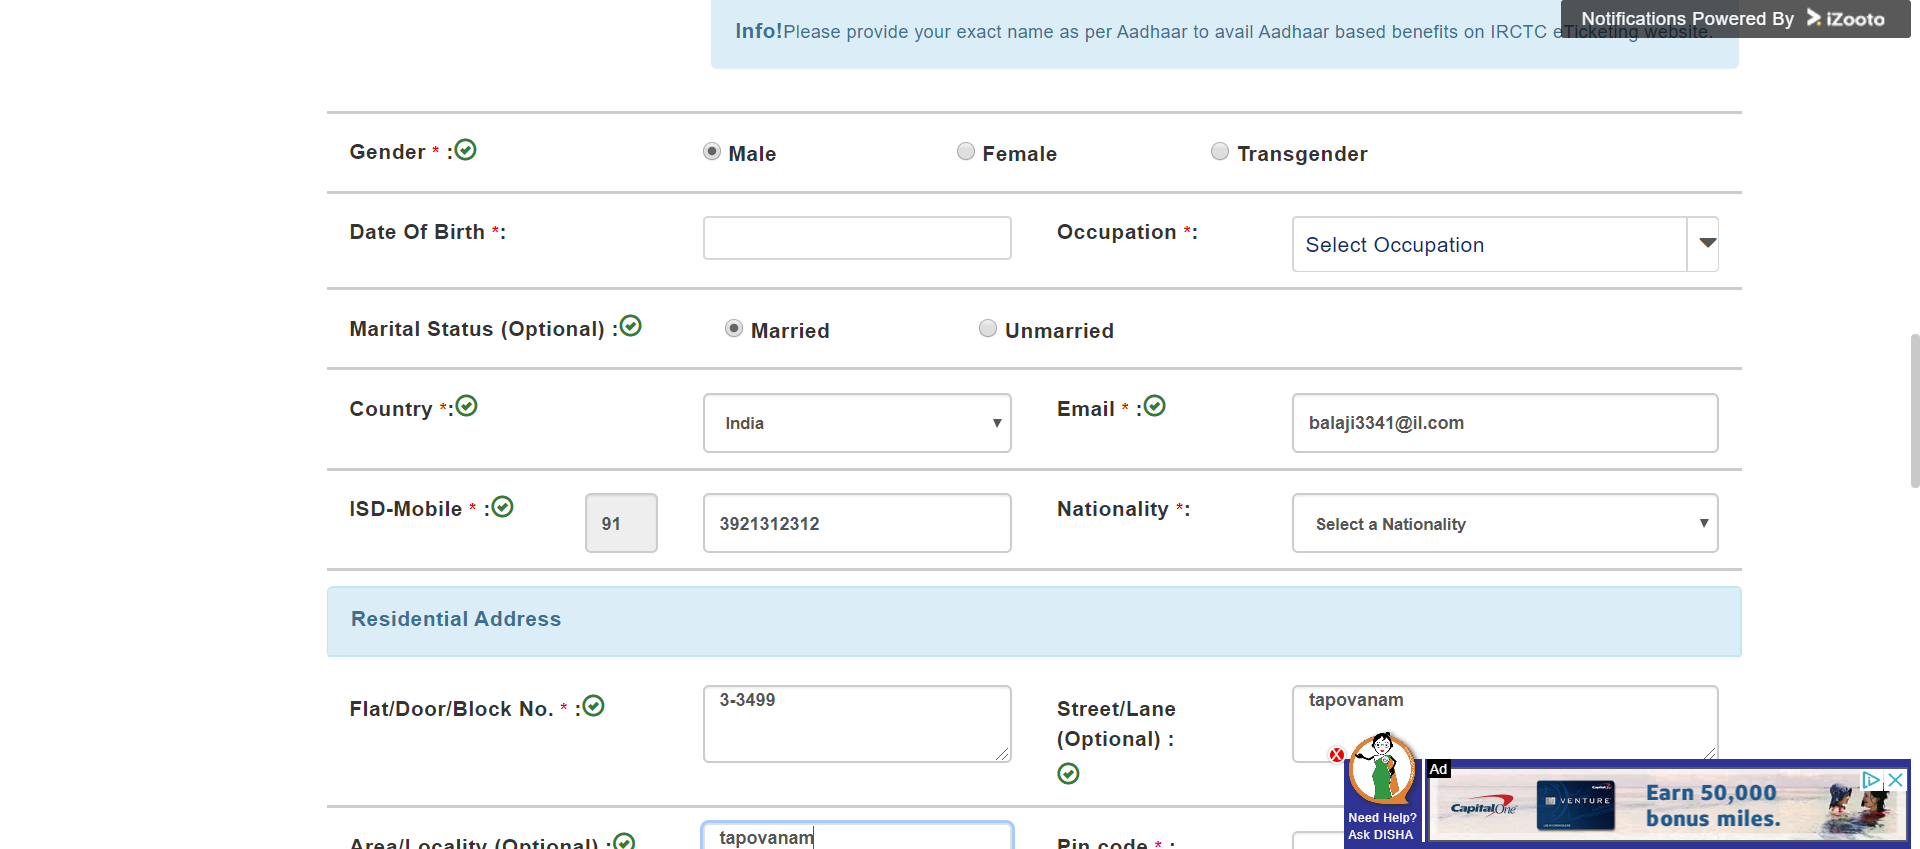 Info!Please provide your exact name as per Aadhaar to avail Aadhaar based benefits on IRCTC eTicketing website.
Notifications Powered By iZooto
Gender * : Male Female Transgender
Date Of Birth *: Occupation *: Select Occupation
Marital Status (Optional) : Married Unmarried
Country *: India Email * : balaji3341@il.com
ISD-Mobile * : 91 3921312312 Nationality *: Select a Nationality
Residential Address
Flat/Door/Block No. * : 3-3499 Street/Lane tapovanam
(Optional) :
Area/Locality (Optional) : tapovanam Pin code * :
Need Help?
Ask DISHA
X
Ad
Capital One
VENTURE
Earn 50,000
bonus miles.